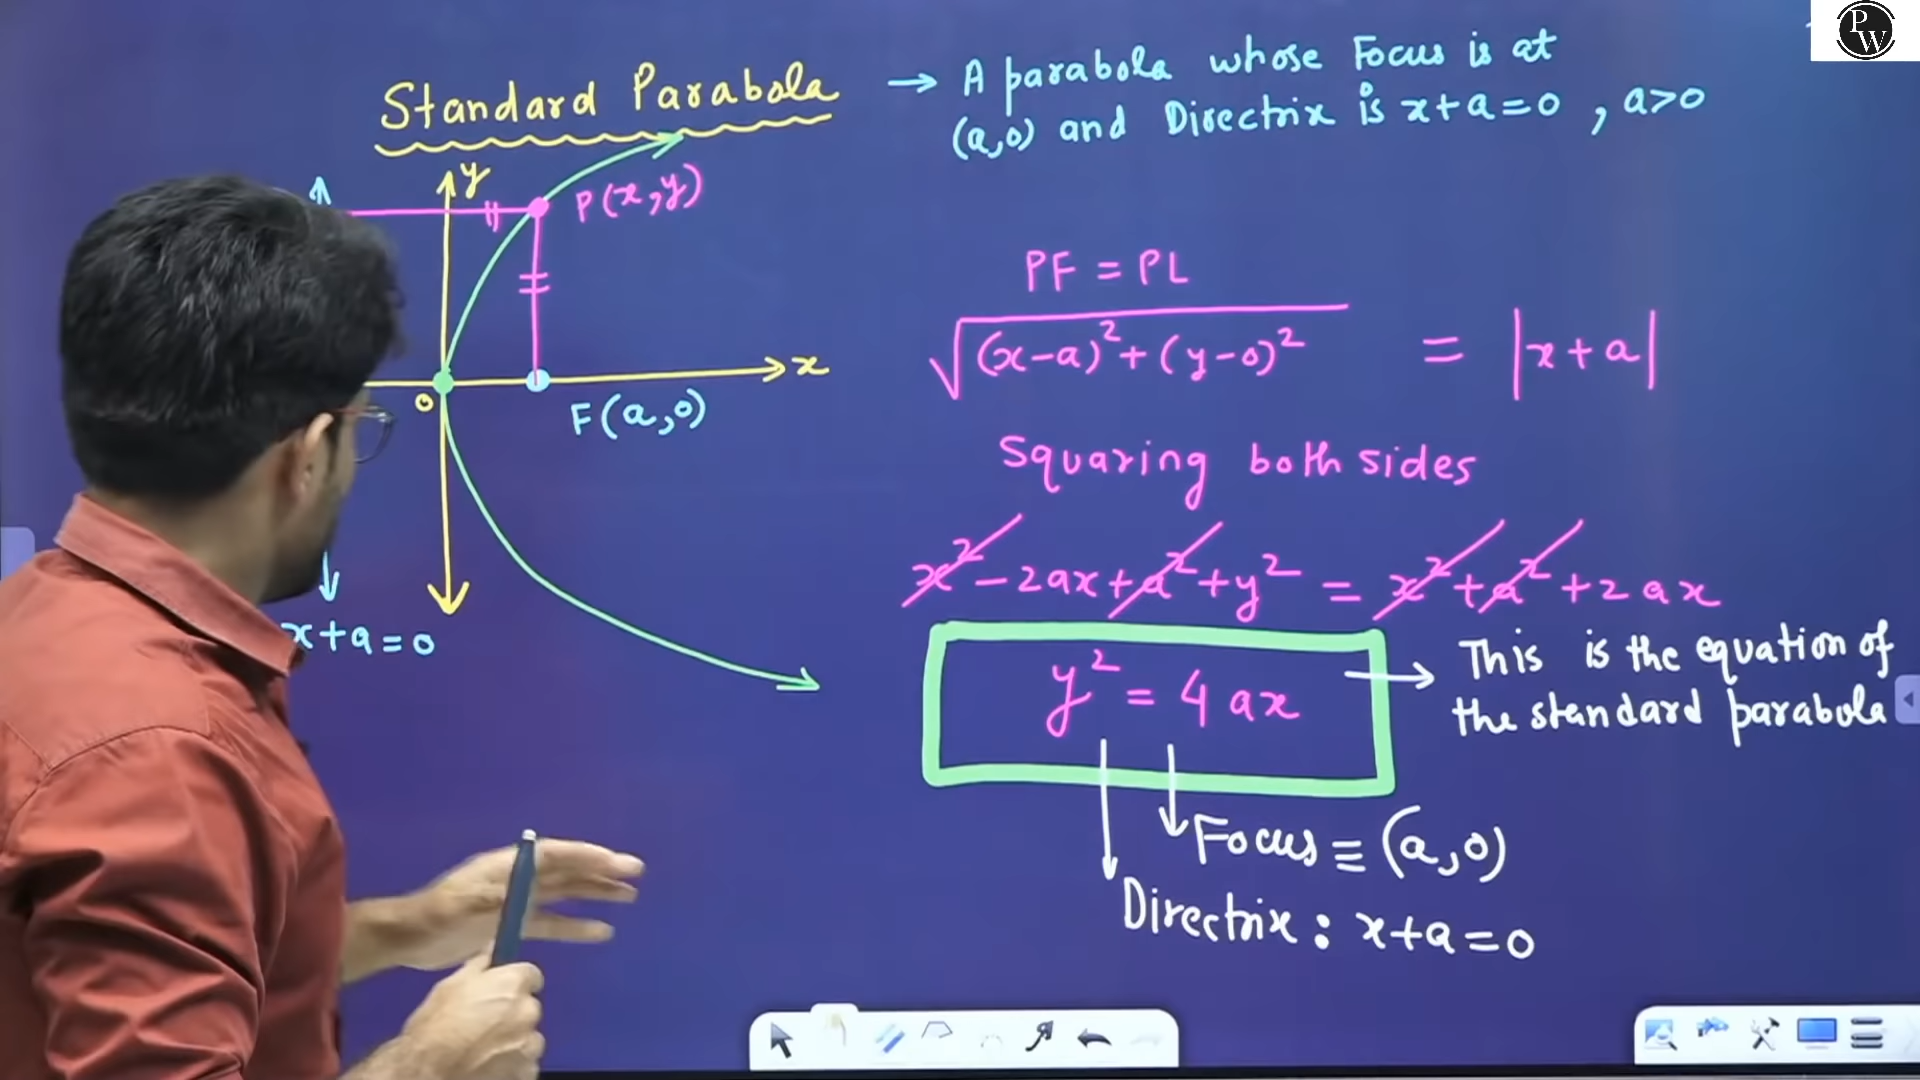 PW
Standard Parabola
→ A parabola whose Focus is at
(a,0) and Directrix is x+a=0 , a>0
y
P(x,y)
x
O
F(a,0)
x+a=0
PF = PL
√(x-a)²+(y-0)² = |x+a|
Squaring both sides
x²-2ax+a²+y² = x²+a²+2ax
y² = 4ax
→ This is the equation of
the standard parabola
Focus ≡ (a,0)
Directrix : x+a=0